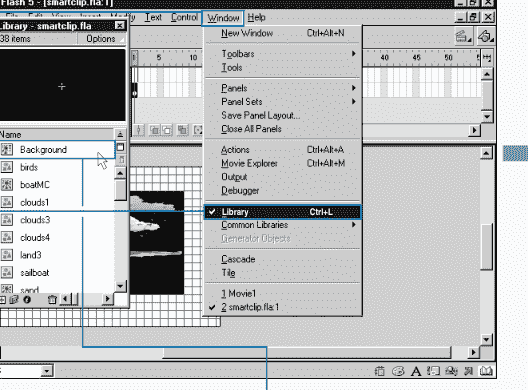 Flash 5 - [smartclip.fla:1]
File Edit View Insert Modify Text Control Window Help
Library - smartclip.fla
38 items Options
5 10 40 45 50
Name
Background
birds
boatMC
clouds1
clouds3
clouds4
land3
sailboat
sand
New Window Ctrl+Alt+N
Toolbars
Tools
Panels
Panel Sets
Save Panel Layout...
Close All Panels
Actions Ctrl+Alt+A
Movie Explorer Ctrl+Alt+M
Output
Debugger
Library Ctrl+L
Common Libraries
Generator Objects
Cascade
Tile
1 Movie1
2 smartclip.fla:1